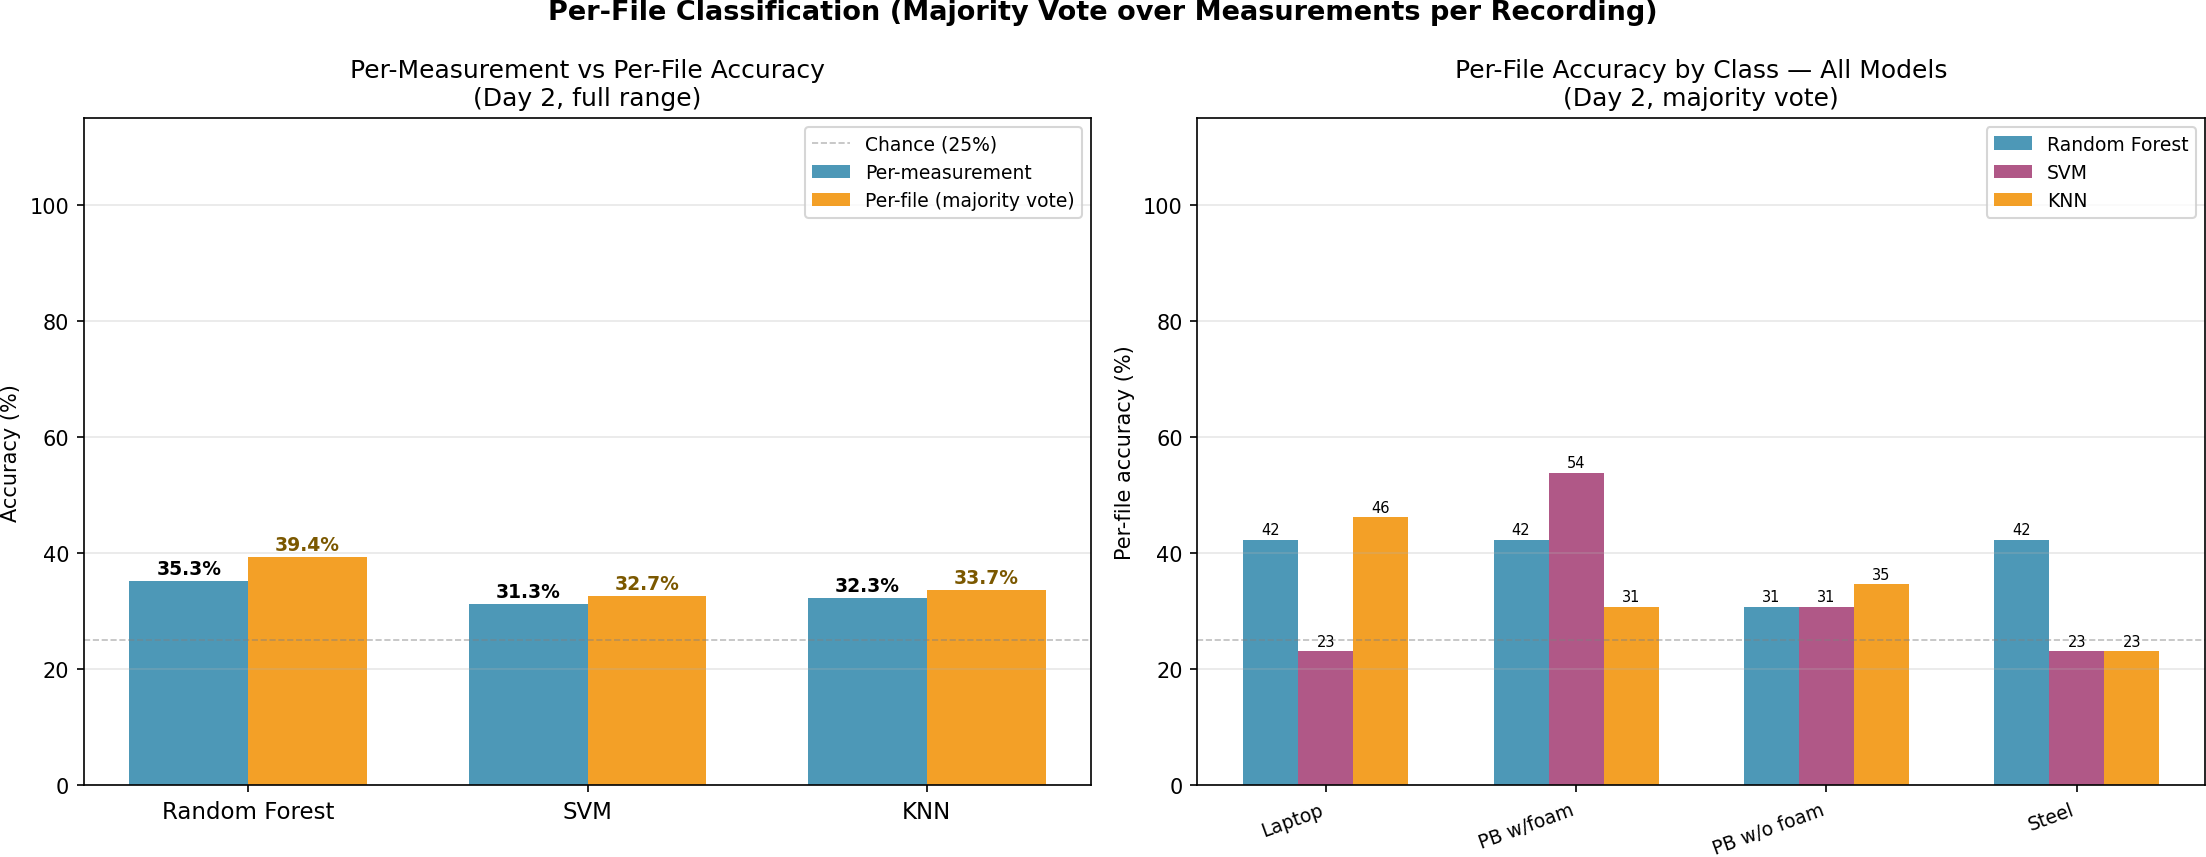 Per-File Classification (Majority Vote over Measurements per Recording)
Per-Measurement vs Per-File Accuracy
(Day 2, full range)
Accuracy (%)
100
80
60
40
20
0
Chance (25%)
Per-measurement
Per-file (majority vote)
35.3%
39.4%
31.3%
32.7%
32.3%
33.7%
Random Forest
SVM
KNN
Per-File Accuracy by Class — All Models
(Day 2, majority vote)
Per-file accuracy (%)
100
80
60
40
20
0
Random Forest
SVM
KNN
42
23
46
42
54
31
31
31
35
42
23
23
Laptop
PB w/foam
PB w/o foam
Steel